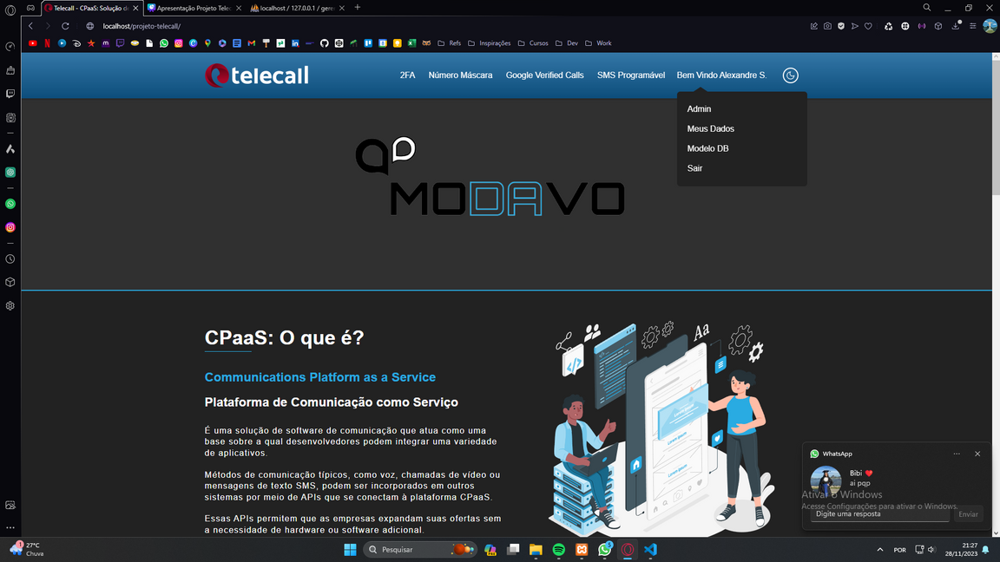 Telecall - CPaaS: Solução de
Apresentação Projeto Telec
localhost / 127.0.0.1 / gere
localhost/projeto-telecall/
Refs
Inspirações
Cursos
Dev
Work
telecall
2FA
Número Máscara
Google Verified Calls
SMS Programável
Bem Vindo Alexandre S.
Admin
Meus Dados
Modelo DB
Sair
MODAVO
CPaaS: O que é?
Communications Platform as a Service
Plataforma de Comunicação como Serviço
É uma solução de software de comunicação que atua como uma
base sobre a qual desenvolvedores podem integrar uma variedade
de aplicativos.
Métodos de comunicação típicos, como voz, chamadas de vídeo ou
mensagens de texto SMS, podem ser incorporados em outros
sistemas por meio de APIs que se conectam à plataforma CPaaS.
Essas APIs permitem que as empresas expandam suas ofertas sem
a necessidade de hardware ou software adicional.
Aa
</>
Lorem ipsum
Lorem ipsum
WhatsApp
Bibi ❤️
ai pqp
Ativar o Windows
Acesse Configurações para ativar o Windows.
Digite uma resposta
Enviar
1
27°C
Chuva
Pesquisar
POR
21:27
28/11/2023